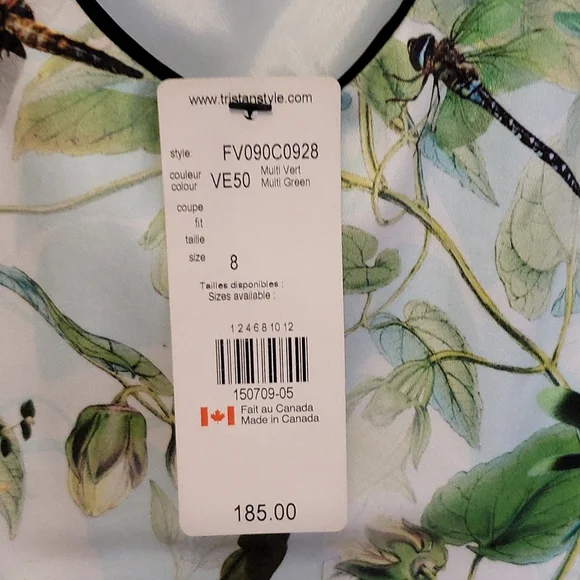 www.tristanstyle.com
style: FV090C0928
couleur VE50 Multi Vert
colour Multi Green
coupe
fit
taille
size 8
Tailles disponibles :
Sizes available :
1 2 4 6 8 10 12
150709-05
Fait au Canada
Made in Canada
185.00